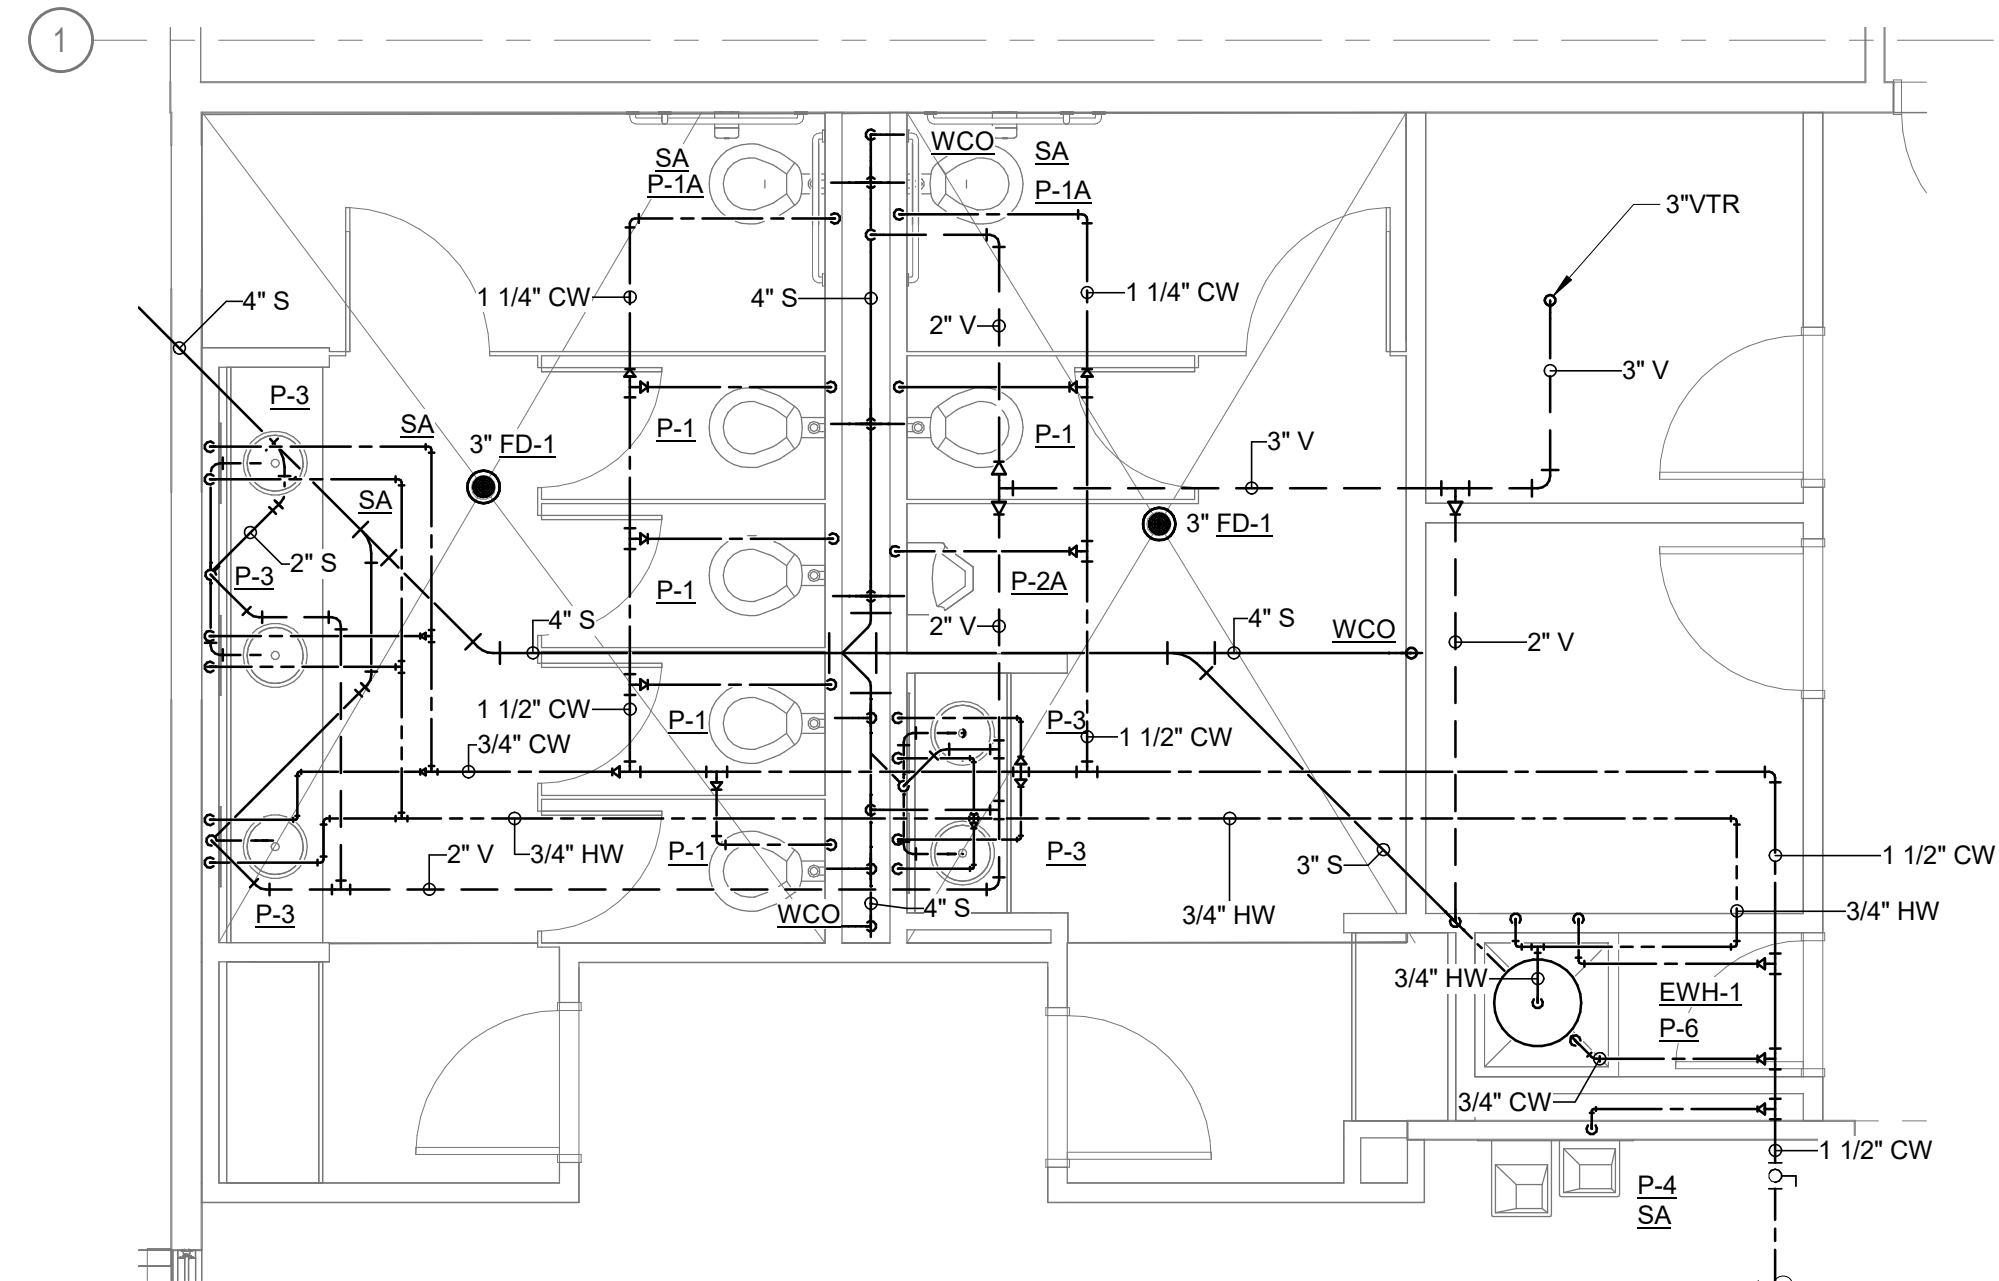 1
WCO
SA
SA
P-1A
P-1A
3"VTR
4" S
1 1/4" CW
4" S
1 1/4" CW
2" V
3" V
P-3
SA
3" FD-1
P-1
P-1
3" V
SA
3" FD-1
2" S
P-3
P-1
P-2A
4" S
2" V
4" S
WCO
2" V
1 1/2" CW
P-1
P-3
1 1/2" CW
3/4" CW
2" V
3/4" HW
P-1
P-3
3" S
1 1/2" CW
P-3
WCO
4" S
3/4" HW
3/4" HW
3/4" HW
EWH-1
P-6
3/4" CW
1 1/2" CW
P-4
SA